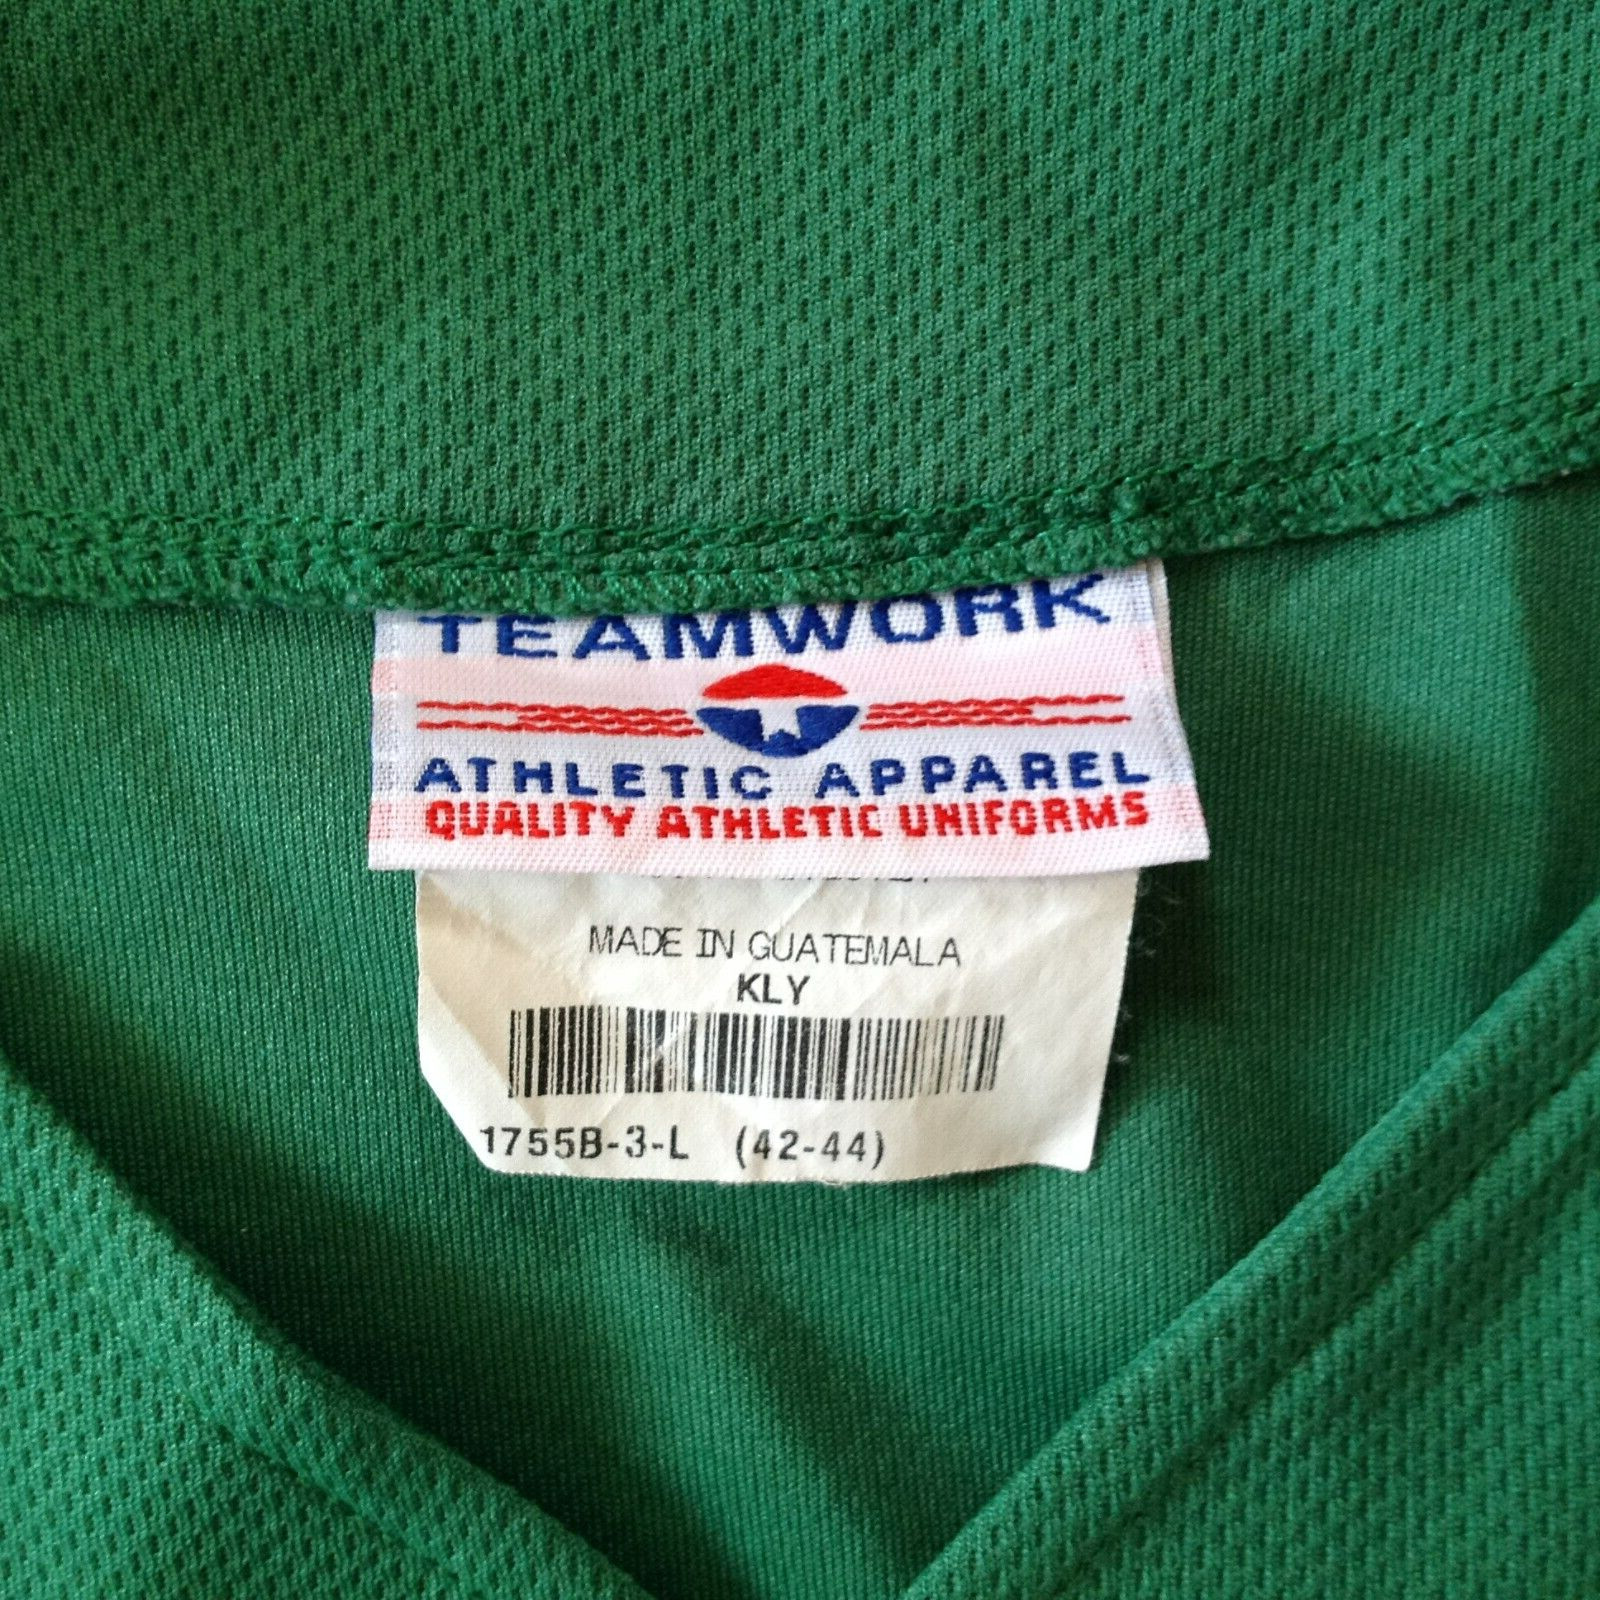 TEAMWORK
ATHLETIC APPAREL
QUALITY ATHLETIC UNIFORMS
MADE IN GUATEMALA
KLY
1755B-3-L (42-44)